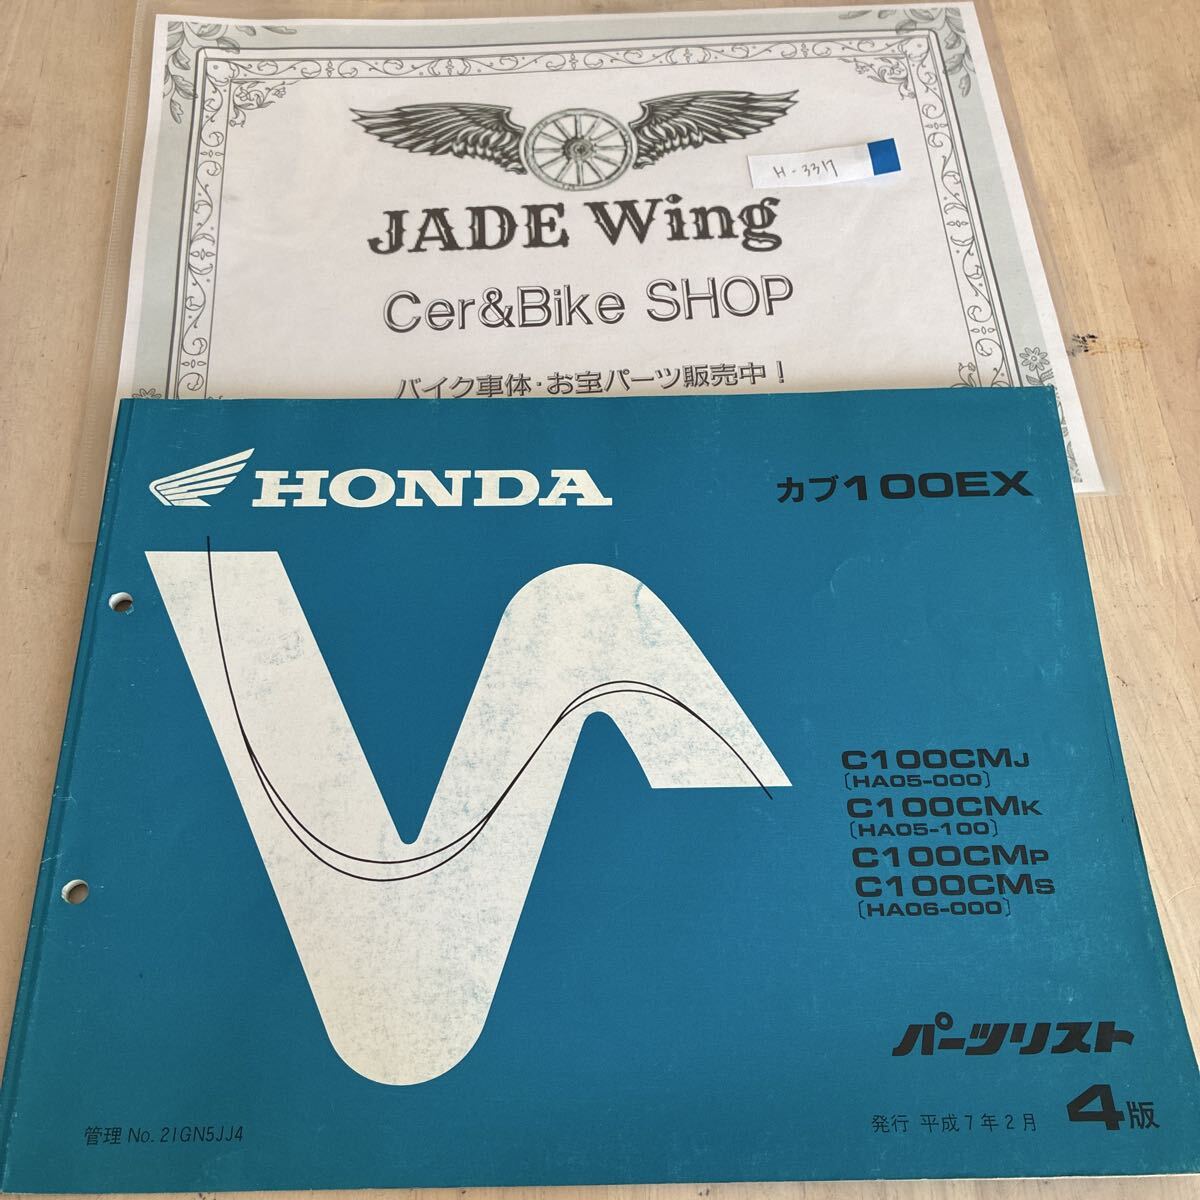 H-3317
JADE Wing
Cer&Bike SHOP
バイク車体・お宝パーツ販売中！
HONDA
カブ100EX
C100CMJ
〔HA05-000〕
C100CMK
〔HA05-100〕
C100CMP
C100CMS
〔HA06-000〕
パーツリスト
管理 No. 21GN5JJ4
発行 平成7年2月 4版